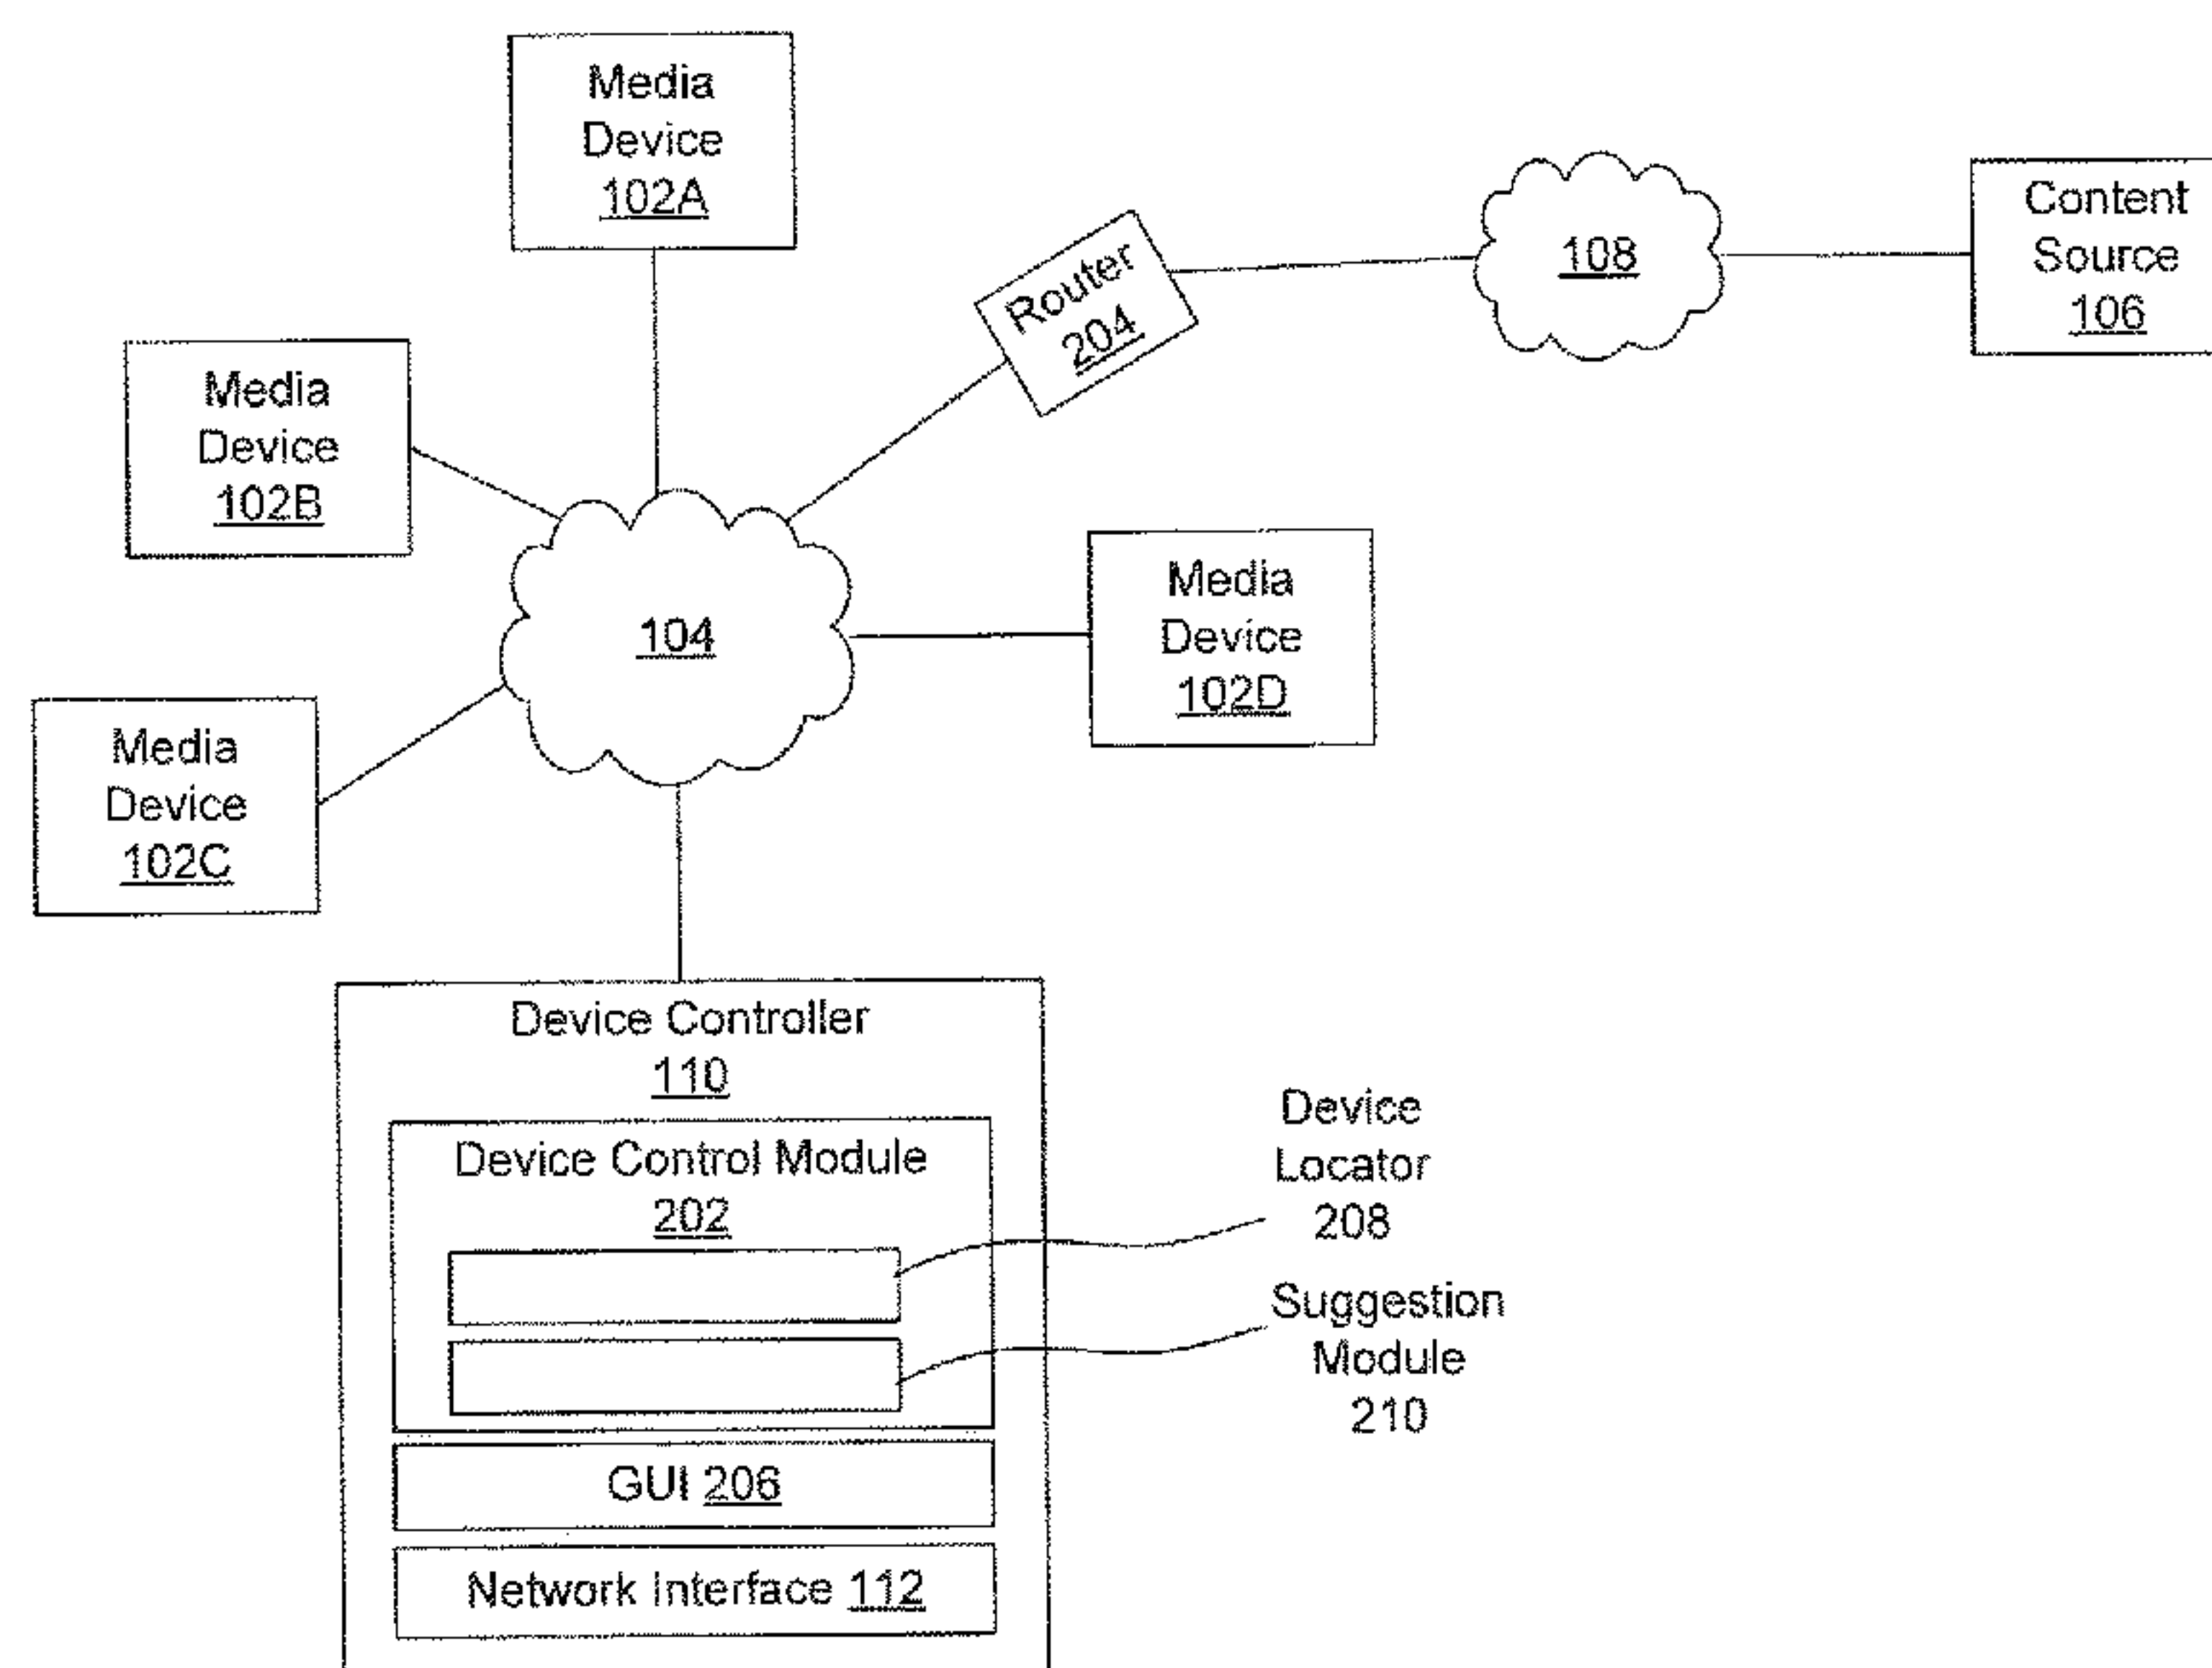 Media
Device
102A
Content
Source
106
108
Router
204
Media
Device
102B
Media
Device
102D
104
Media
Device
102C
Device Controller
110
Device Control Module
202
Device
Locator
208
Suggestion
Module
210
GUI 206
Network Interface 112